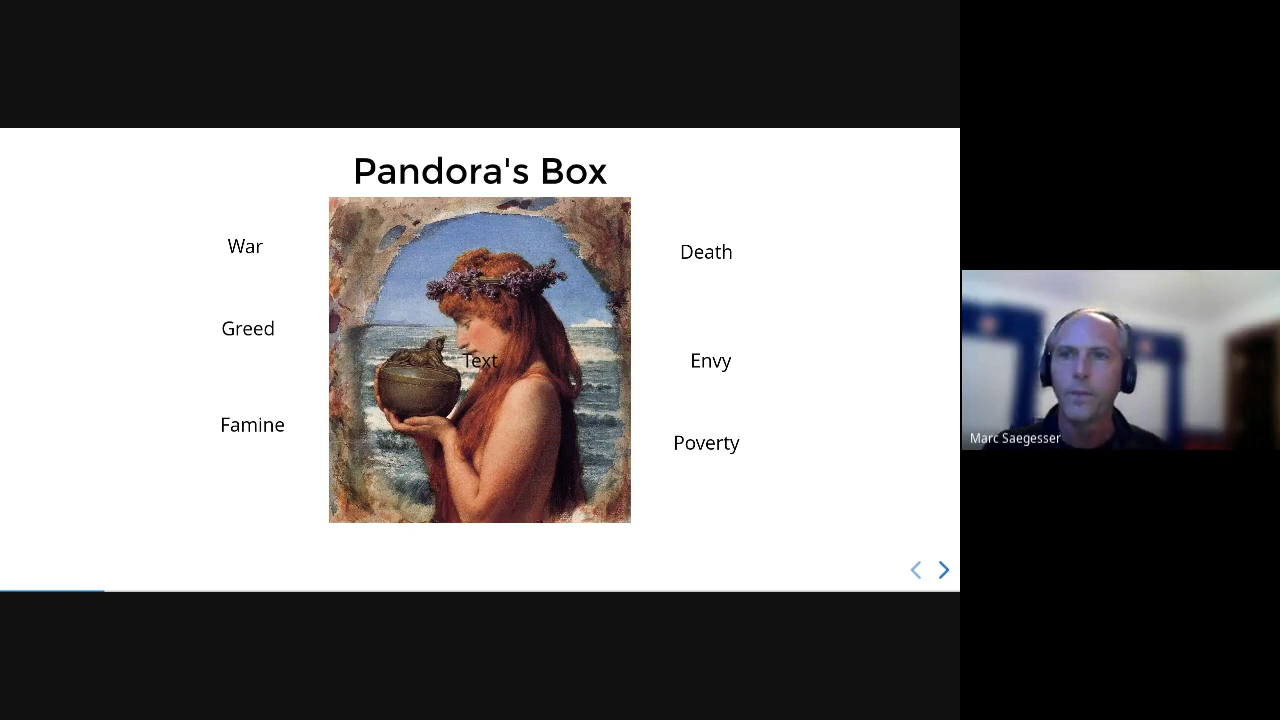 Pandora's Box
War
Death
Greed
Text
Envy
Famine
Poverty
Marc Saegesser